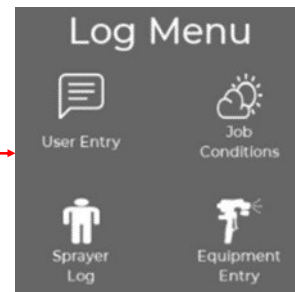 Log Menu
User Entry
Job
Conditions
Sprayer
Log
Equipment
Entry